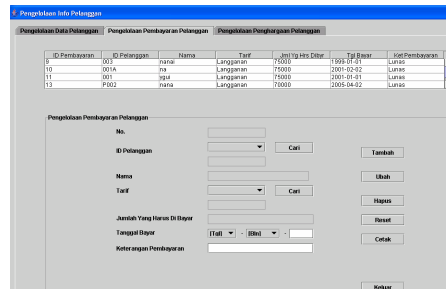 Pengelolaan Info Pelanggan
Pengelolaan Data Pelanggan Pengelolaan Pembayaran Pelanggan Pengelolaan Penghargaan Pelanggan
ID Pembayaran ID Pelanggan Nama Tarif Jml Yg Hrs Dibyr Tgl Bayar Ket Pembayaran
9 003 nanai Langganan 75000 1999-01-01 Lunas
10 001A na Langganan 75000 2001-02-02 Lunas
11 001 ygui Langganan 75000 2001-01-01 Lunas
13 P002 nana Langganan 70000 2005-04-02 Lunas
Pengelolaan Pembayaran Pelanggan
No.
ID Pelanggan Cari Tambah
Nama Ubah
Tarif Cari
Hapus
Jumlah Yang Harus Di Bayar Reset
Tanggal Bayar [Tgl] - [Bln] - Cetak
Keterangan Pembayaran
Keluar